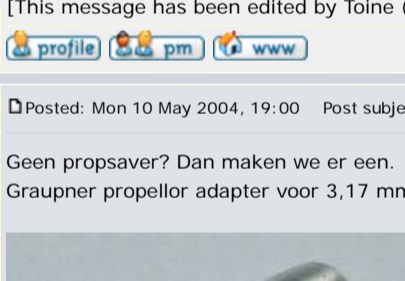 [This message has been edited by Toine (
profile pm www
Posted: Mon 10 May 2004, 19:00 Post subje
Geen propsaver? Dan maken we er een.
Graupner propellor adapter voor 3,17 mm